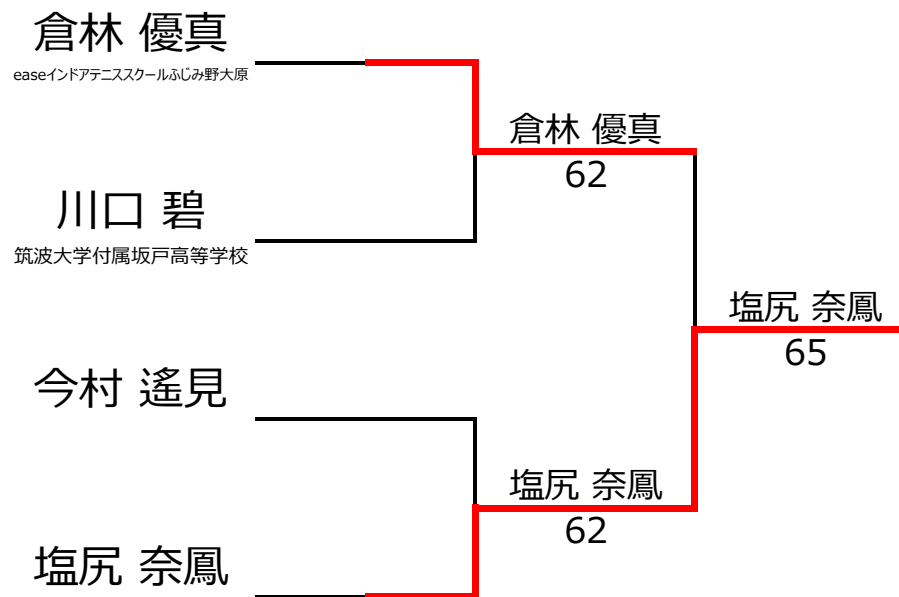 倉林 優真
easeインドアテニススクールふじみ野大原
倉林 優真
62
川口 碧
筑波大学付属坂戸高等学校
塩尻 奈鳳
65
今村 遙見
塩尻 奈鳳
62
塩尻 奈鳳